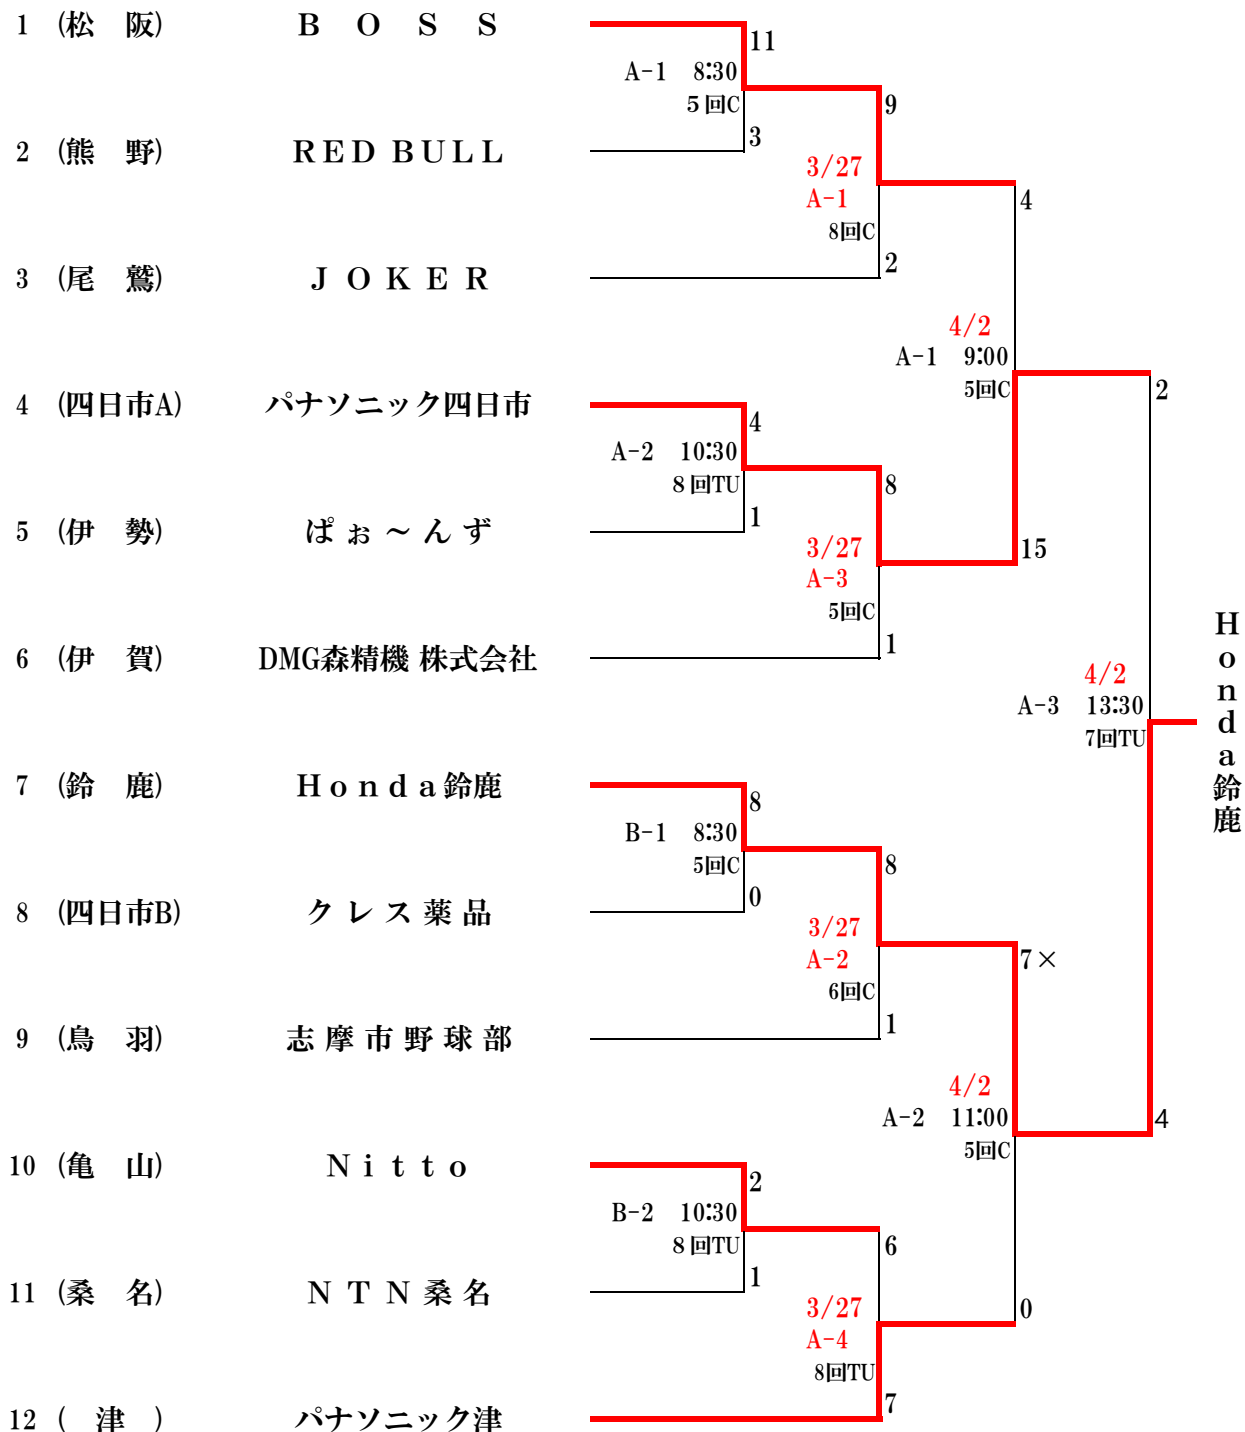 1 (松 阪) B O S S
11
A-1 8:30
5回C
9
2 (熊 野) RED BULL
3
3/27
A-1
8回C
4
3 (尾 鷲) J O K E R
2
4/2
A-1 9:00
5回C
2
4 (四日市A) パナソニック四日市
4
A-2 10:30
8回TU
8
5 (伊 勢) ぱぉ～んず
1
3/27
A-3
5回C
15
6 (伊 賀) DMG森精機 株式会社
1
4/2
A-3 13:30
7回TU
Honda鈴鹿
7 (鈴 鹿) Honda鈴鹿
8
B-1 8:30
5回C
8
8 (四日市B) クレス薬品
0
3/27
A-2
6回C
7×
9 (鳥 羽) 志摩市野球部
1
4/2
A-2 11:00
5回C
4
10 (亀 山) Nitto
2
B-2 10:30
8回TU
6
11 (桑 名) NTN桑名
1
3/27
A-4
8回TU
0
12 ( 津 ) パナソニック津
7